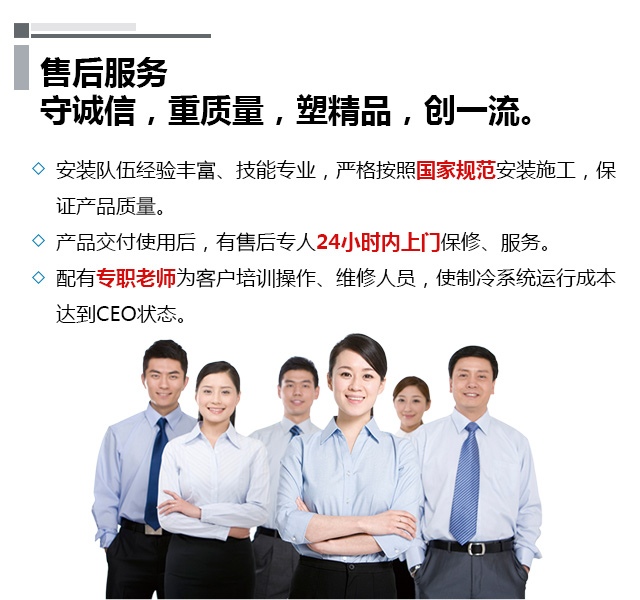 售后服务
守诚信，重质量，塑精品，创一流。
安装队伍经验丰富、技能专业，严格按照国家规范安装施工，保
证产品质量。
产品交付使用后，有售后专人24小时内上门保修、服务。
配有专职老师为客户培训操作、维修人员，使制冷系统运行成本
达到CEO状态。